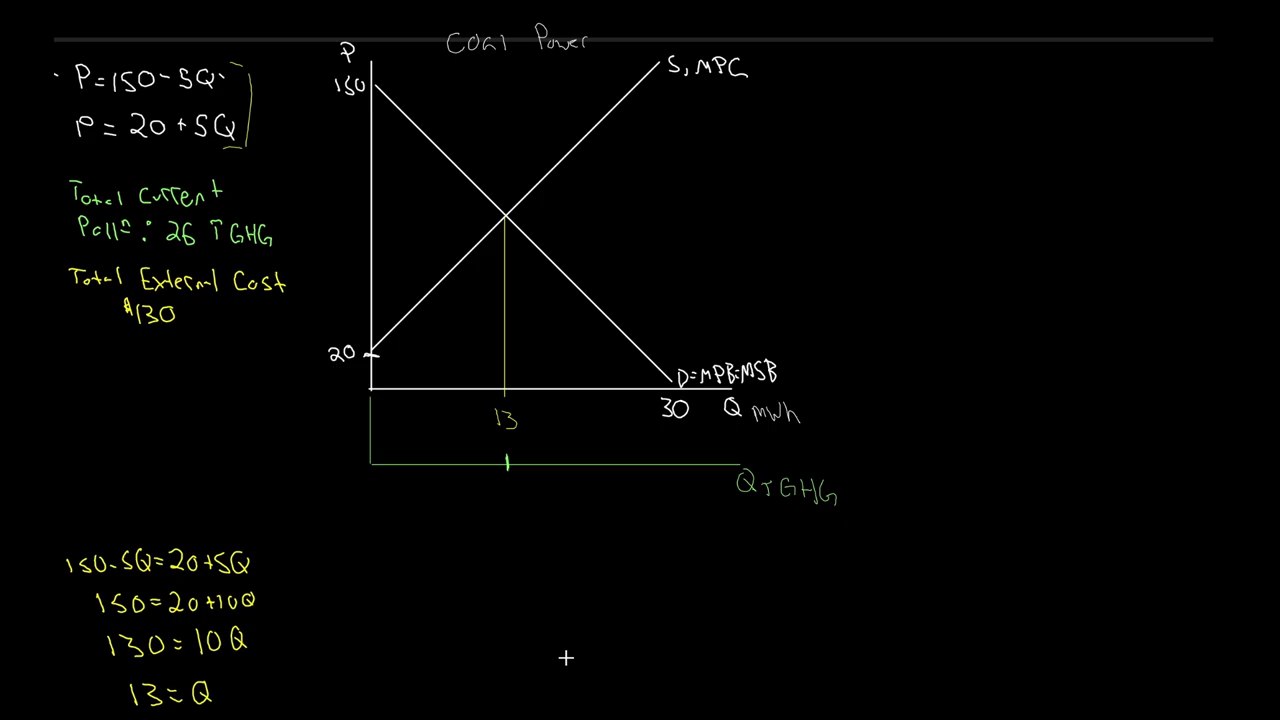 Coal Power
P=150-5Q
P=20+5Q
Total Current
Poll⁠ⁿ: 26 T GHG
Total External Cost
$130
P
150
20
S, MPC
D=MPB=MSB
13
30
Q MWh
Q T GHG
150-5Q=20+5Q
150=20+10Q
130=10Q
13=Q